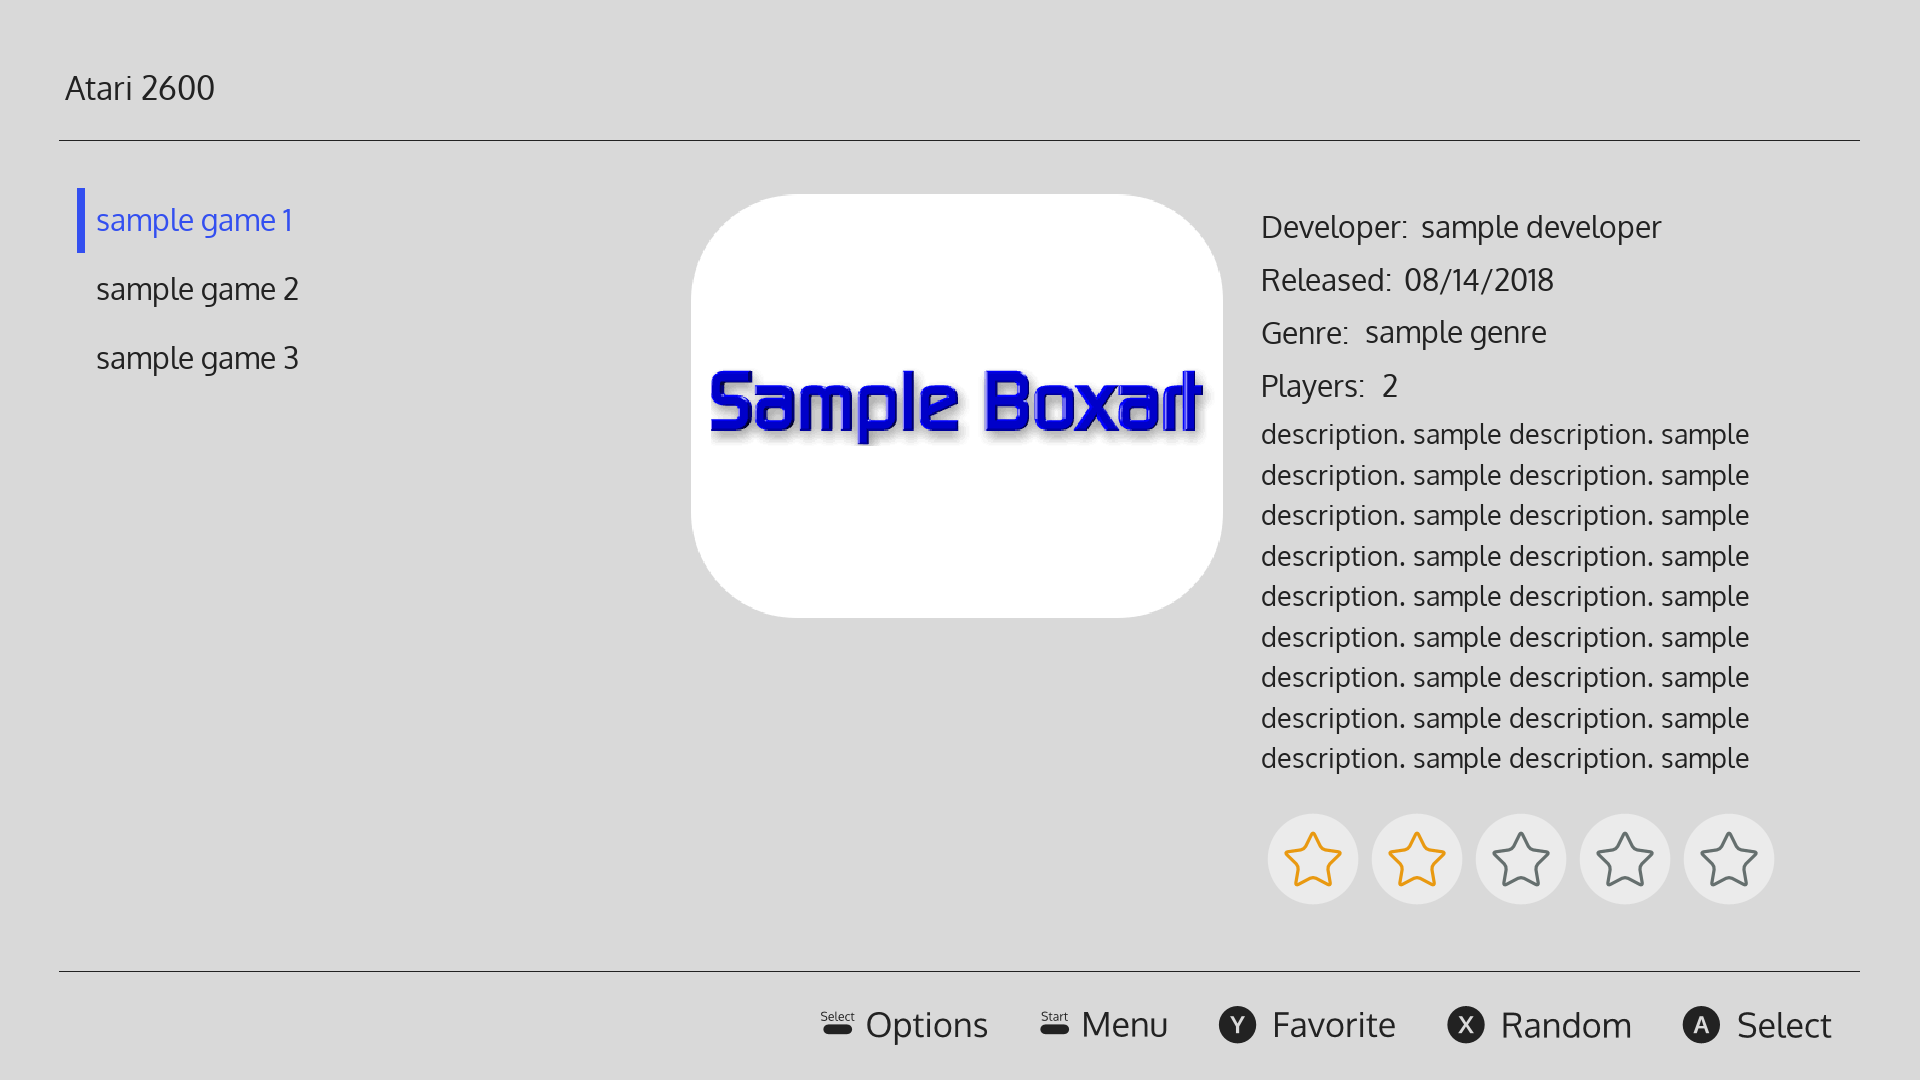 Atari 2600
sample game 1
sample game 2
sample game 3
Sample Boxart
Developer: sample developer
Released: 08/14/2018
Genre: sample genre
Players: 2
description. sample description. sample
description. sample description. sample
description. sample description. sample
description. sample description. sample
description. sample description. sample
description. sample description. sample
description. sample description. sample
description. sample description. sample
description. sample description. sample
Select Options Start Menu Y Favorite X Random A Select